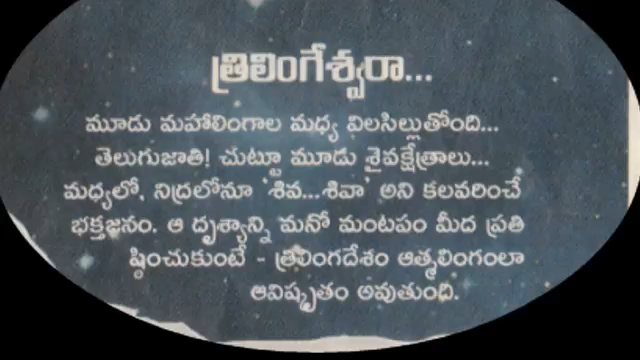 త్రిలింగేశ్వరా...
మూడు మహాలింగాల మధ్య విలసిల్లుతోంది...
తెలుగుజాతి! చుట్టూ మూడు శైవక్షేత్రాలు...
మధ్యలో, నిద్రలోనూ 'శివ...శివా' అని కలవరించే
భక్తజనం. ఆ దృశ్యాన్ని మనో మంటపం మీద ప్రతి
ష్ఠించుకుంటే - త్రిలింగదేశం ఆత్మలింగంలా
ఆవిష్కృతం అవుతుంది.